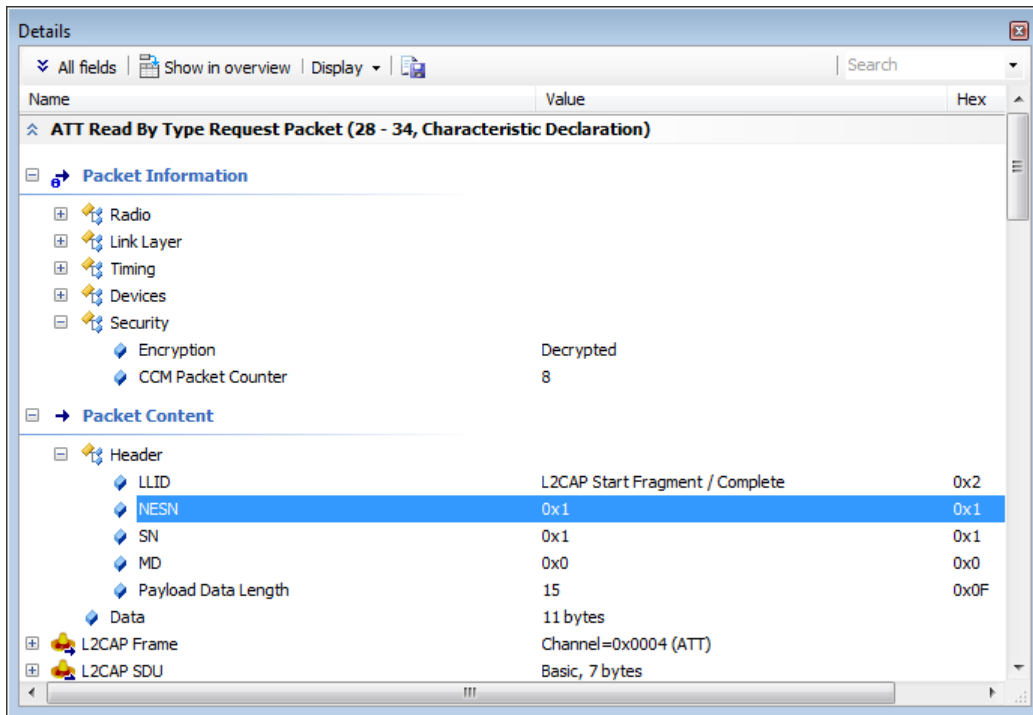 Details
All fields Show in overview Display Search
Name Value Hex
ATT Read By Type Request Packet (28 - 34, Characteristic Declaration)
Packet Information
Radio
Link Layer
Timing
Devices
Security
Encryption Decrypted
CCM Packet Counter 8
Packet Content
Header
LLID L2CAP Start Fragment / Complete 0x2
NESN 0x1 0x1
SN 0x1 0x1
MD 0x0 0x0
Payload Data Length 15 0x0F
Data 11 bytes
L2CAP Frame Channel=0x0004 (ATT)
L2CAP SDU Basic, 7 bytes